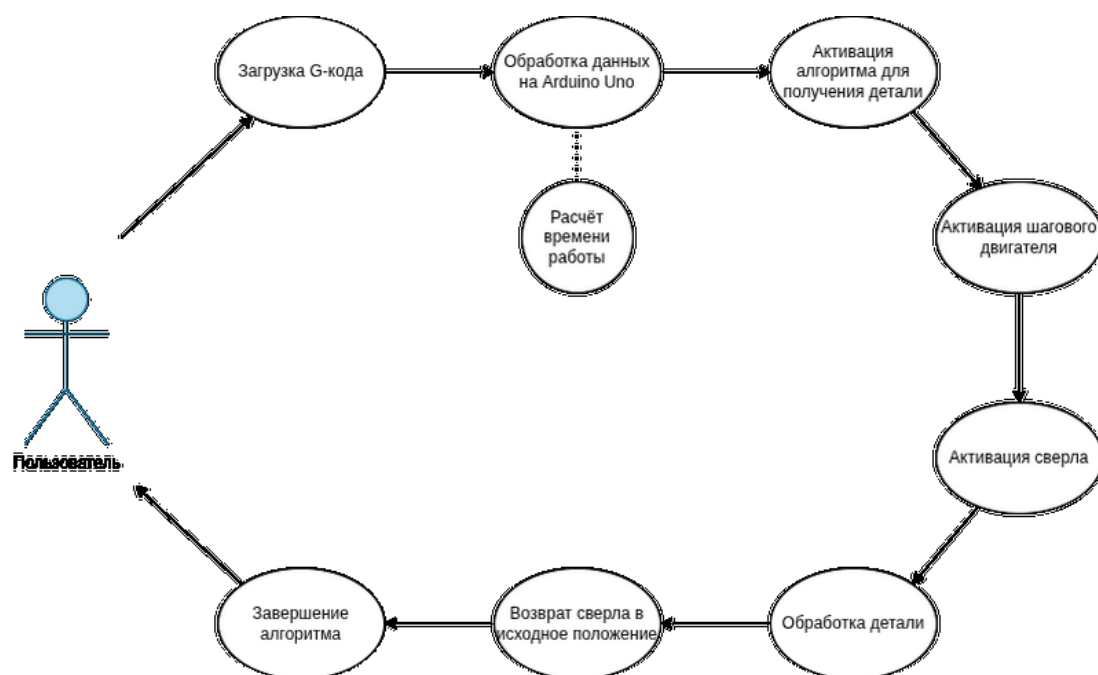 Загрузка G-кода
Обработка данных
на Arduino Uno
Активация
алгоритма для
получения детали
Расчёт
времени
работы
Активация шагового
двигателя
Пользователь
Активация сверла
Завершение
алгоритма
Возврат сверла в
исходное положение
Обработка детали